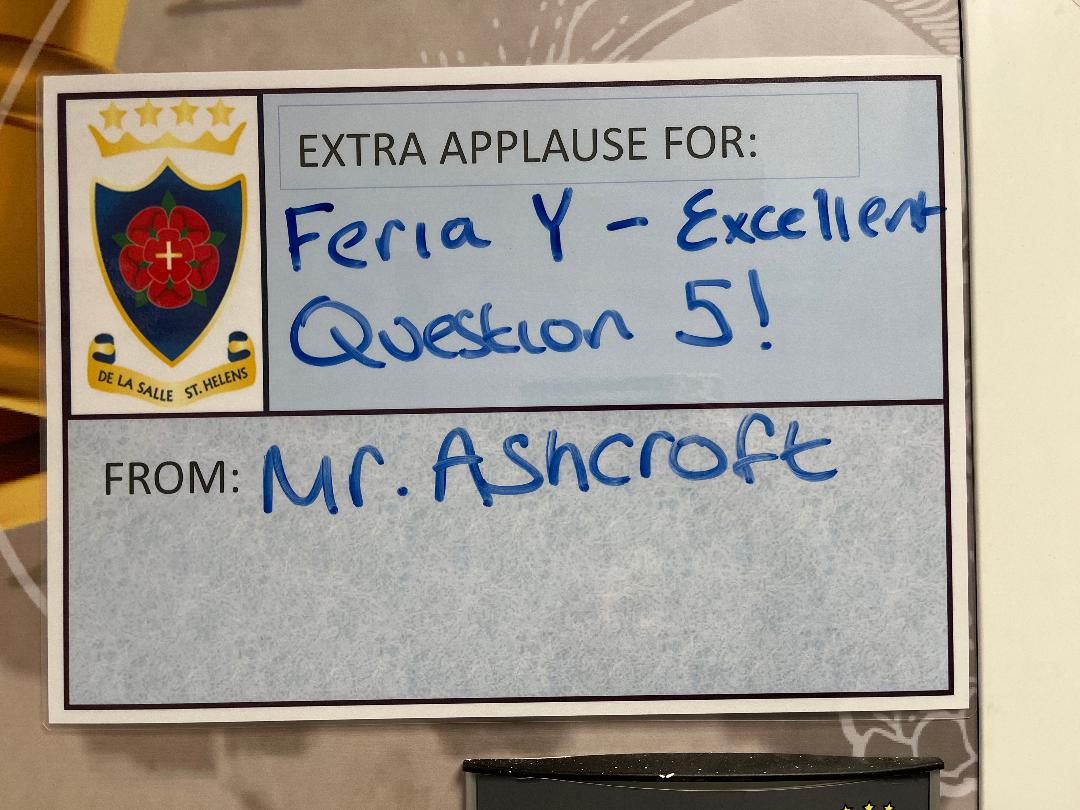 EXTRA APPLAUSE FOR:
Feria Y - Excellent
Question 5!
DE LA SALLE ST. HELENS
FROM: Mr. Ashcroft